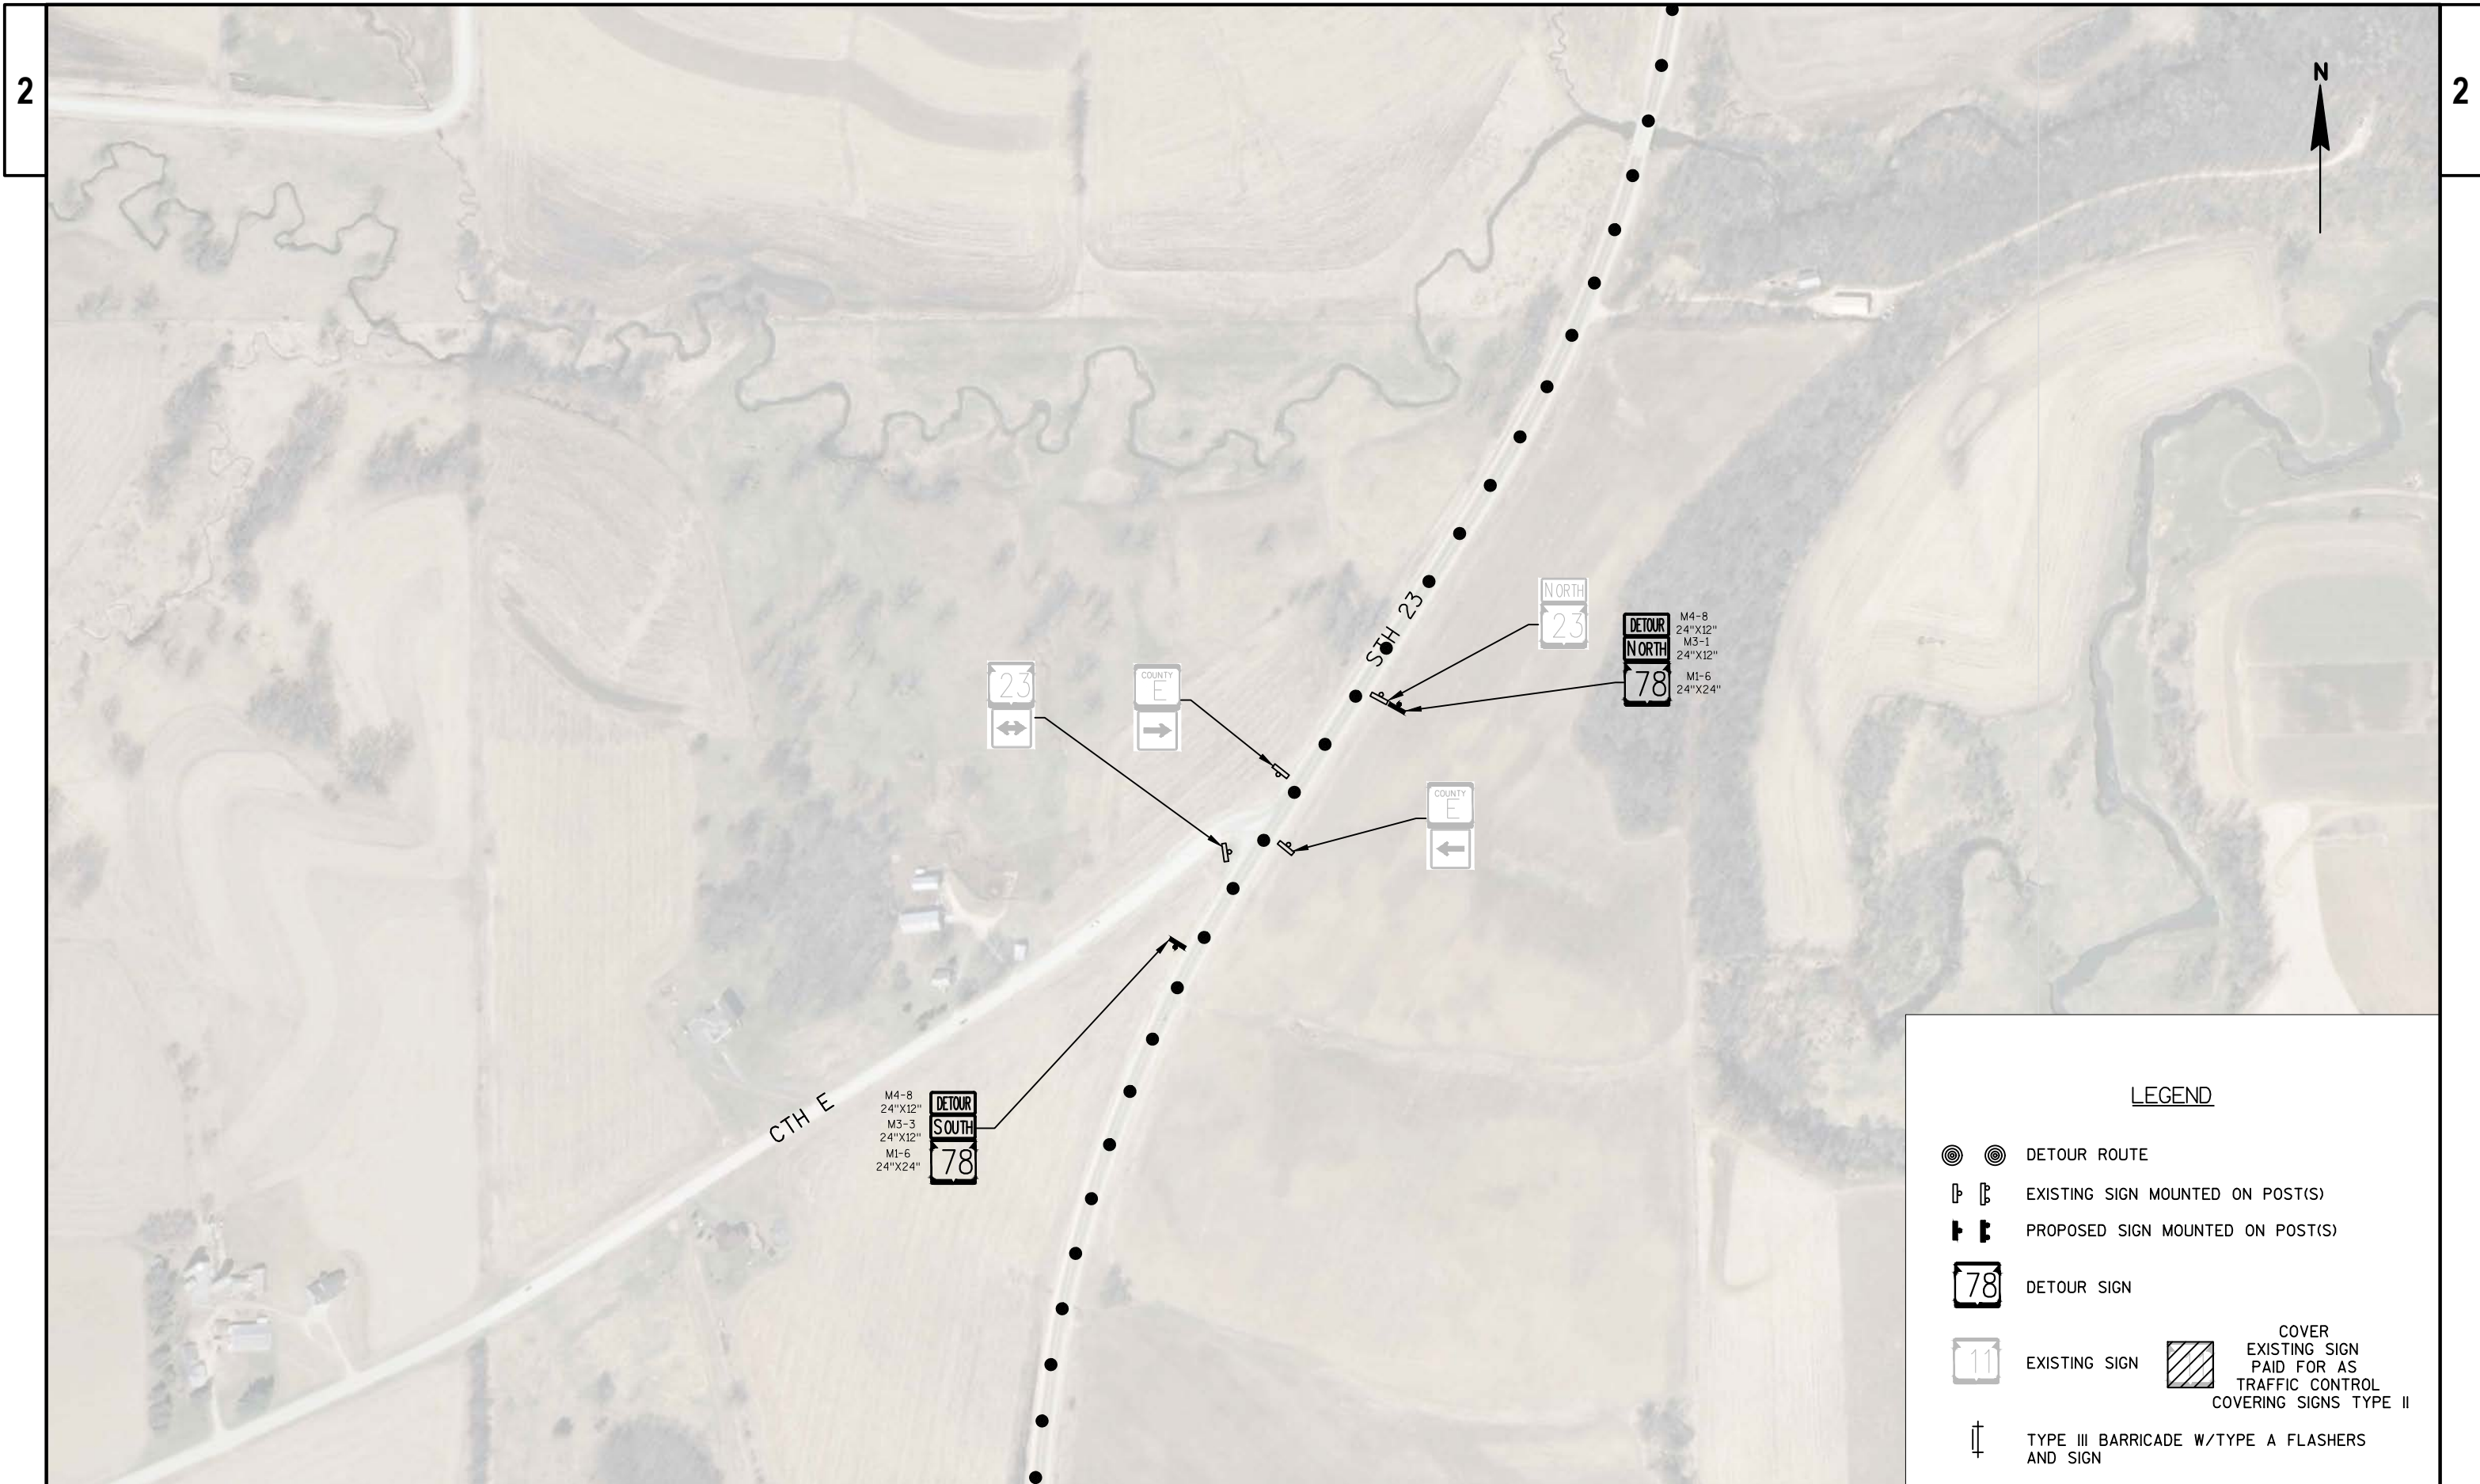 2
2
N
NORTH
23
DETOUR
NORTH
78
M4-8
24"X12"
M3-1
24"X12"
M1-6
24"X24"
STH 23
23
COUNTY
E
COUNTY
E
CTH E
M4-8
24"X12"
M3-3
24"X12"
M1-6
24"X24"
DETOUR
SOUTH
78
LEGEND
DETOUR ROUTE
EXISTING SIGN MOUNTED ON POST(S)
PROPOSED SIGN MOUNTED ON POST(S)
78
DETOUR SIGN
11
EXISTING SIGN
COVER
EXISTING SIGN
PAID FOR AS
TRAFFIC CONTROL
COVERING SIGNS TYPE II
TYPE III BARRICADE W/TYPE A FLASHERS
AND SIGN